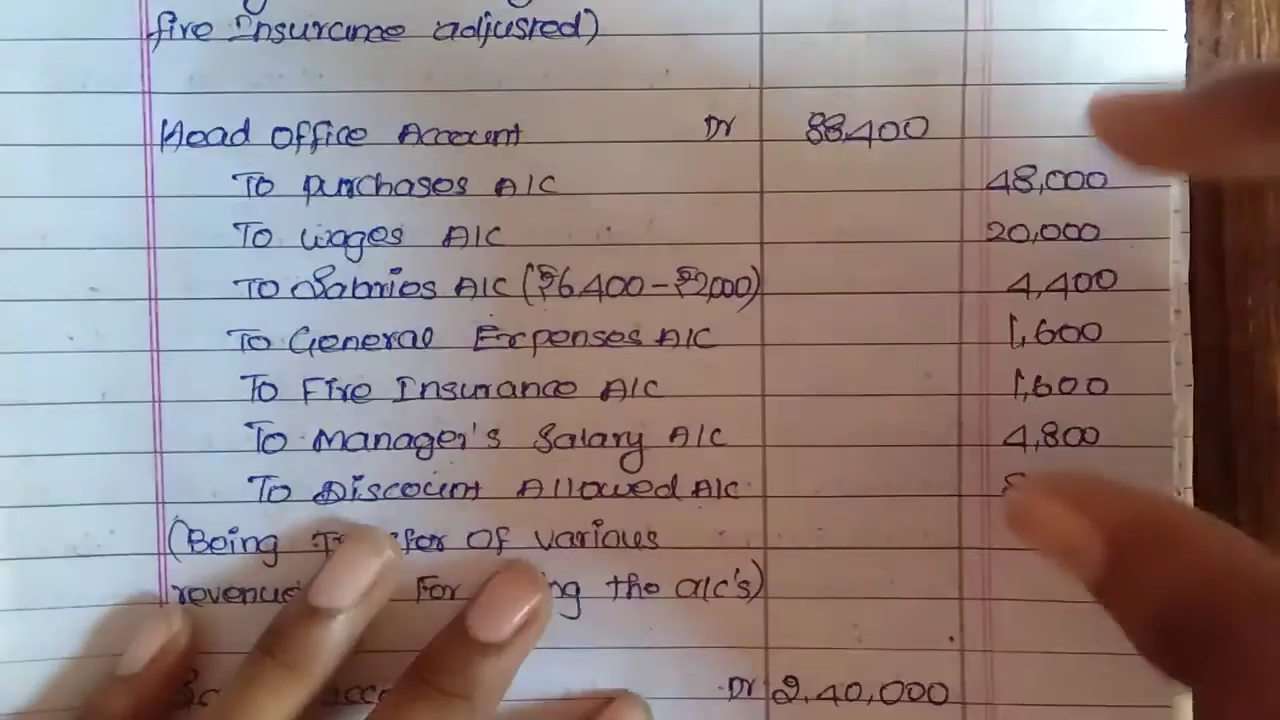 fire Insurance adjusted)
Head Office Account Dr 88,400
To purchases A/C 48,000
To wages A/C 20,000
To Salaries A/C (₹6,400 - ₹2,000) 4,400
To General Expenses A/C 1,600
To Fire Insurance A/C 1,600
To Manager's Salary A/C 4,800
To Discount Allowed A/C
(Being of various
revenue For the a/c's)
Dr 2,40,000